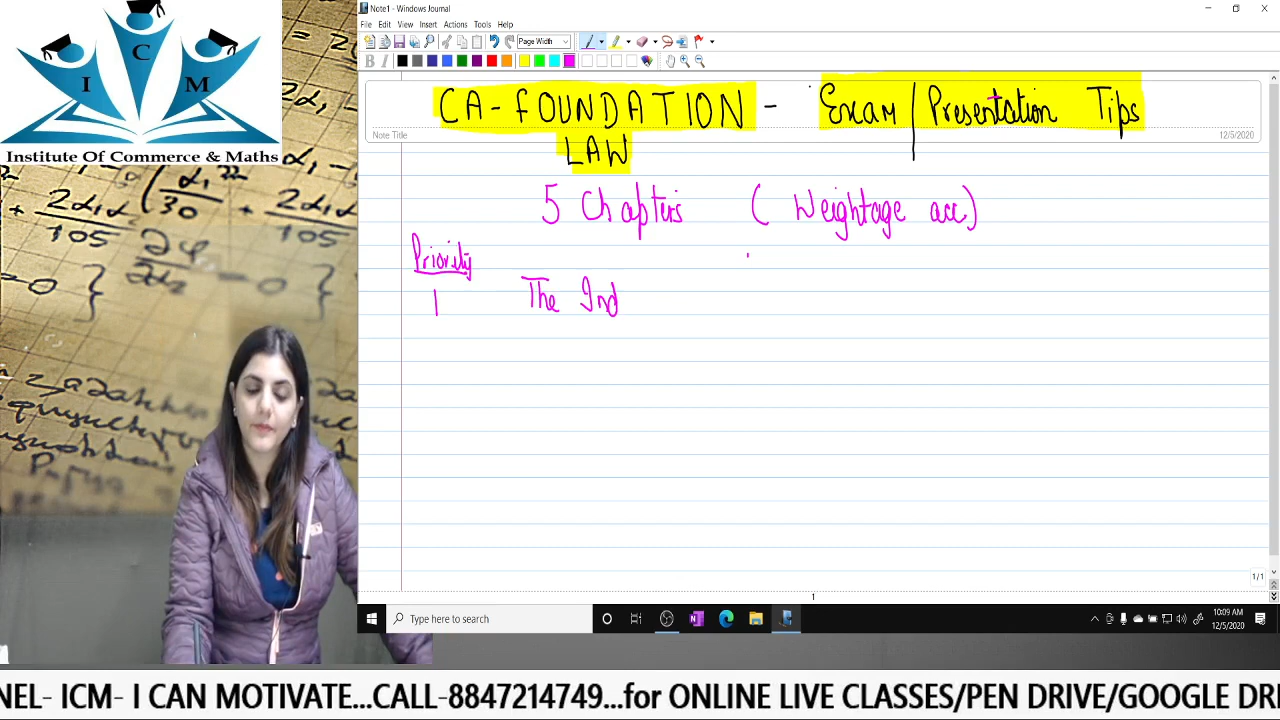 Note1 - Windows Journal
File Edit View Insert Actions Tools Help
Page Width
B I
I C M
Institute Of Commerce & Maths
CA- FOUNDATION - Exam | Presentation Tips
Note Title
12/5/2020
LAW
5 Chapters ( Weightage acc)
Priority
1 The Ind
1/1
1
Type here to search
10:09 AM
12/5/2020
NEL- ICM- I CAN MOTIVATE...CALL-8847214749...for ONLINE LIVE CLASSES/PEN DRIVE/GOOGLE DRI